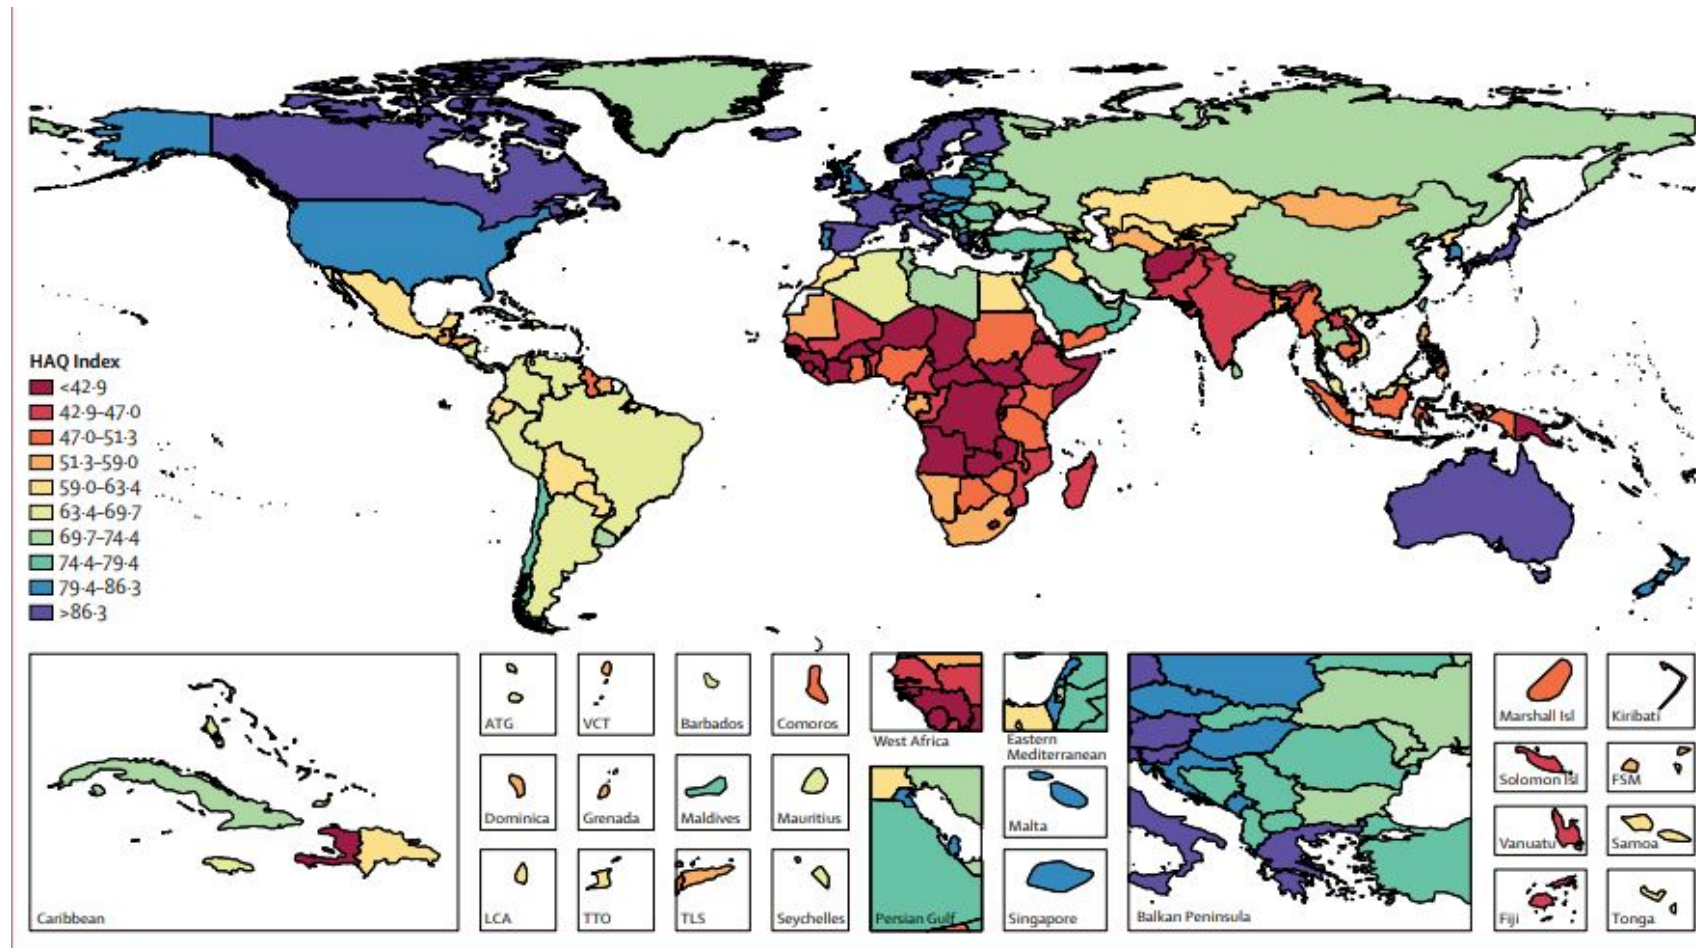 HAQ Index
<42·9
42·9–47·0
47·0–51·3
51·3–59·0
59·0–63·4
63·4–69·7
69·7–74·4
74·4–79·4
79·4–86·3
>86·3
Caribbean
ATG
VCT
Barbados
Comoros
West Africa
Eastern
Mediterranean
Dominica
Grenada
Maldives
Mauritius
Malta
LCA
TTO
TLS
Seychelles
Persian Gulf
Singapore
Balkan Peninsula
Marshall Isl
Kiribati
Solomon Isl
FSM
Vanuatu
Samoa
Fiji
Tonga